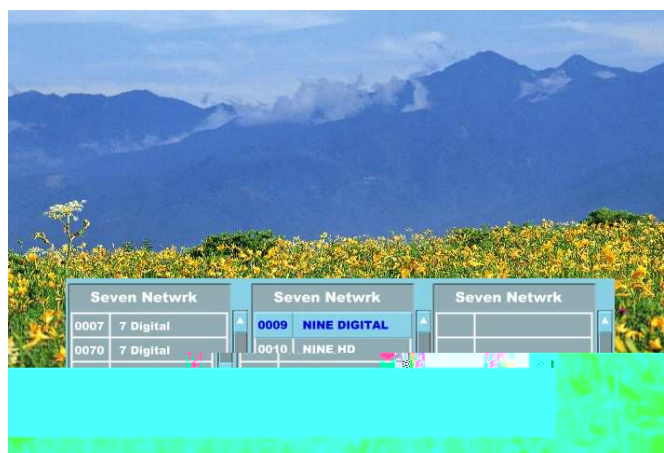 Seven Netwrk Seven Netwrk Seven Netwrk
0007 7 Digital 0009 NINE DIGITAL
0070 7 Digital 0010 NINE HD